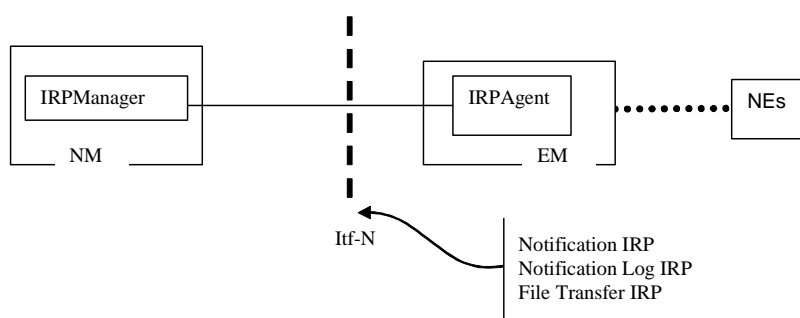 IRPManager
NM
IRPAgent
EM
NEs
Itf-N
Notification IRP
Notification Log IRP
File Transfer IRP